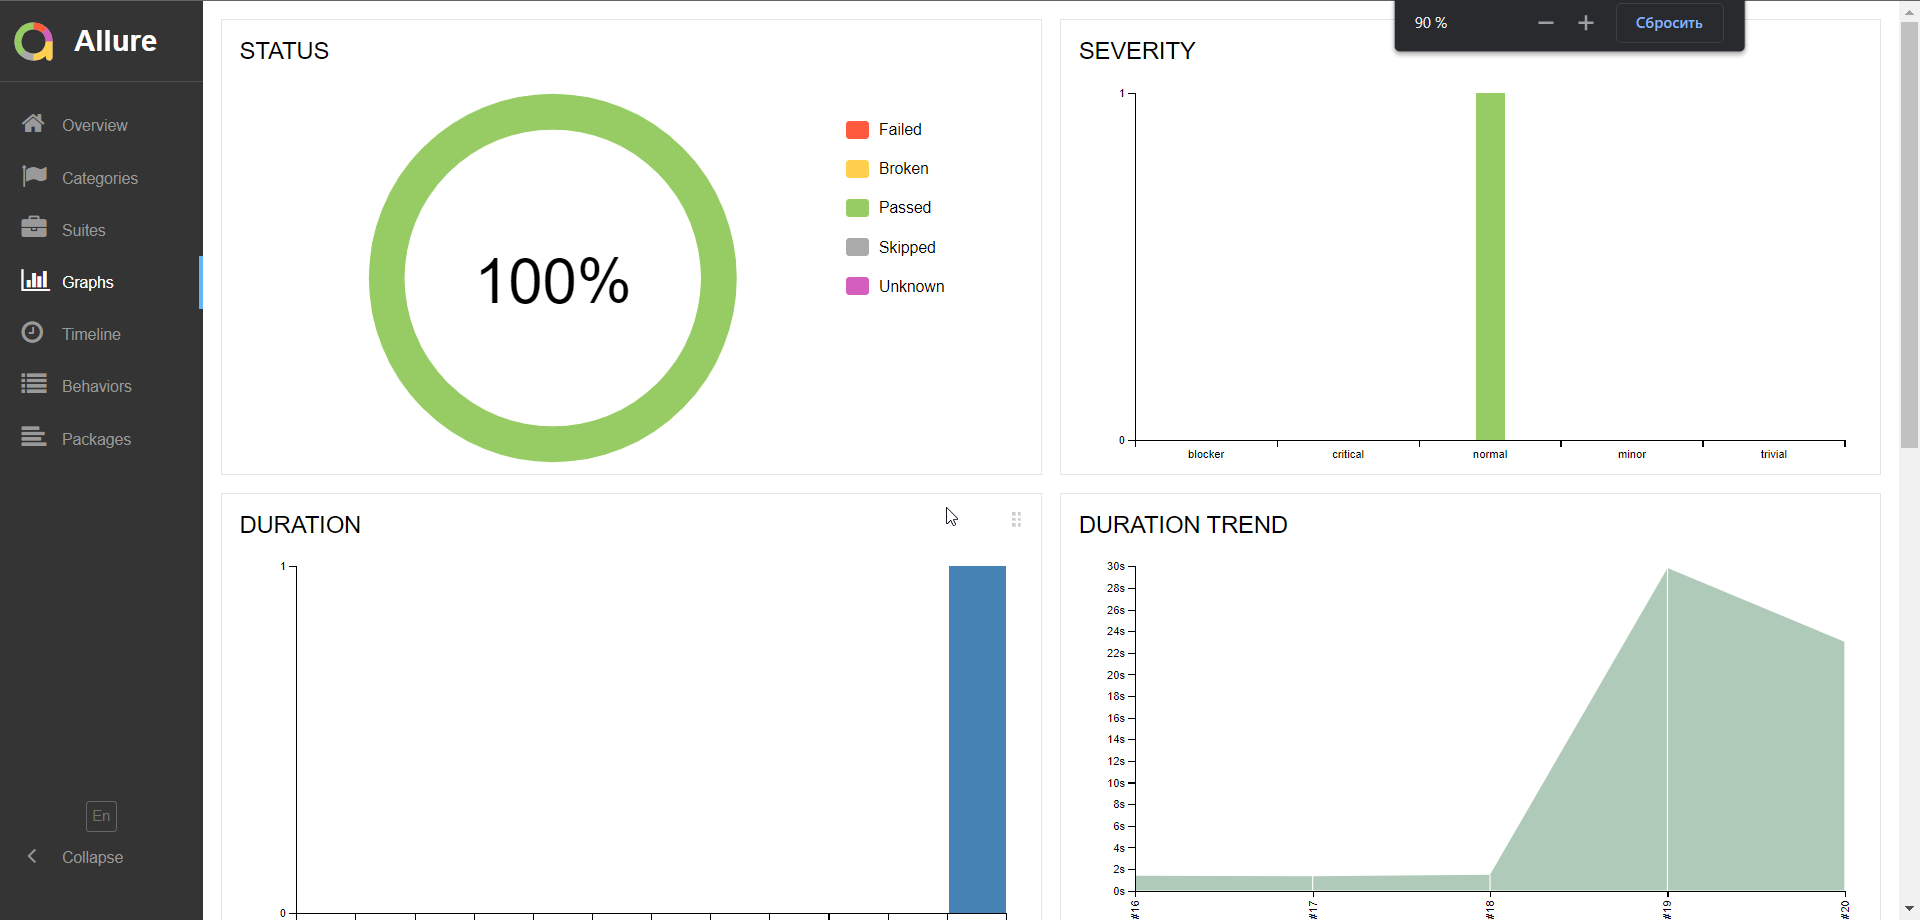 Allure
Overview
Categories
Suites
Graphs
Timeline
Behaviors
Packages
En
Collapse
90 %
Сбросить
STATUS
100%
Failed
Broken
Passed
Skipped
Unknown
SEVERITY
1
0
blocker critical normal minor trivial
DURATION
1
0
DURATION TREND
30s
28s
26s
24s
22s
20s
18s
16s
14s
12s
10s
8s
6s
4s
2s
0s
#16 #17 #18 #19 #20